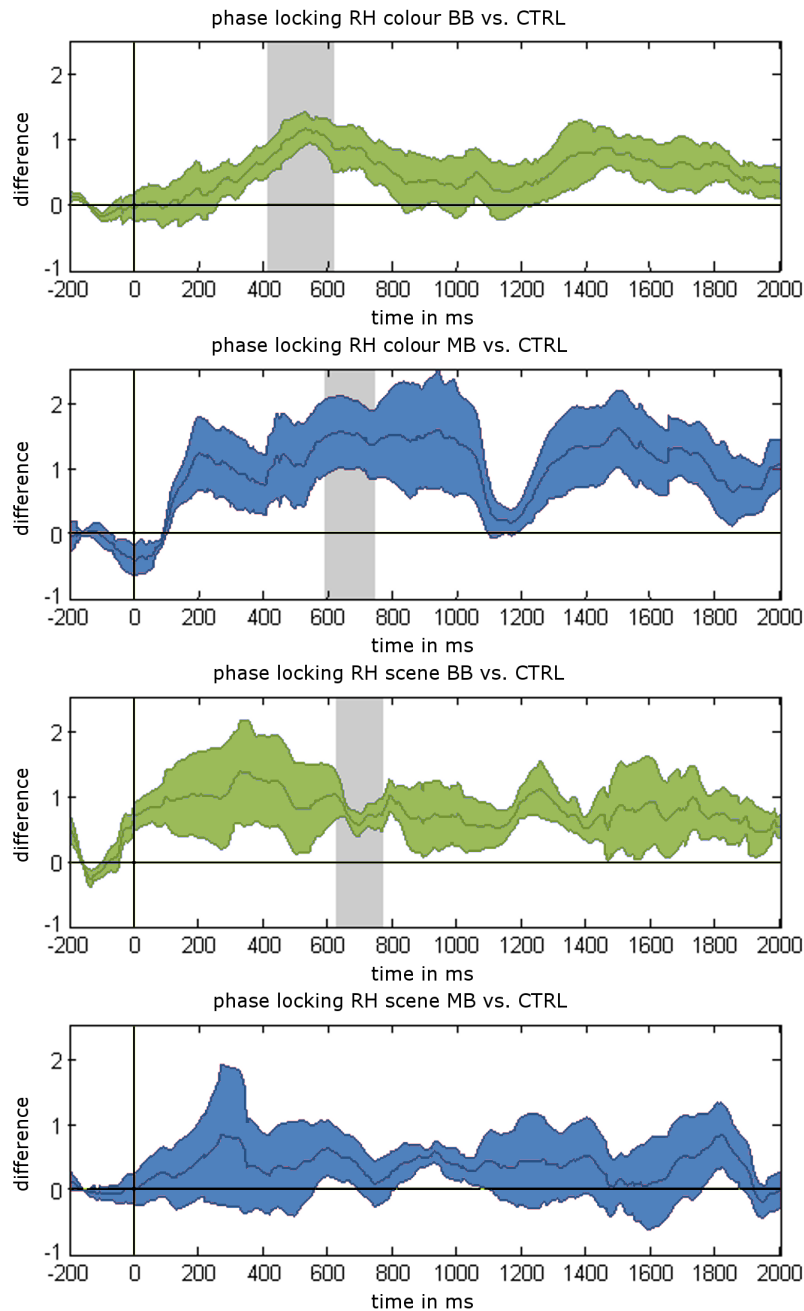 phase locking RH colour BB vs. CTRL
2
1
0
-1
difference
-200 0 200 400 600 800 1000 1200 1400 1600 1800 2000
time in ms
phase locking RH colour MB vs. CTRL
2
1
0
-1
difference
-200 0 200 400 600 800 1000 1200 1400 1600 1800 2000
time in ms
phase locking RH scene BB vs. CTRL
2
1
0
-1
difference
-200 0 200 400 600 800 1000 1200 1400 1600 1800 2000
time in ms
phase locking RH scene MB vs. CTRL
2
1
0
-1
difference
-200 0 200 400 600 800 1000 1200 1400 1600 1800 2000
time in ms